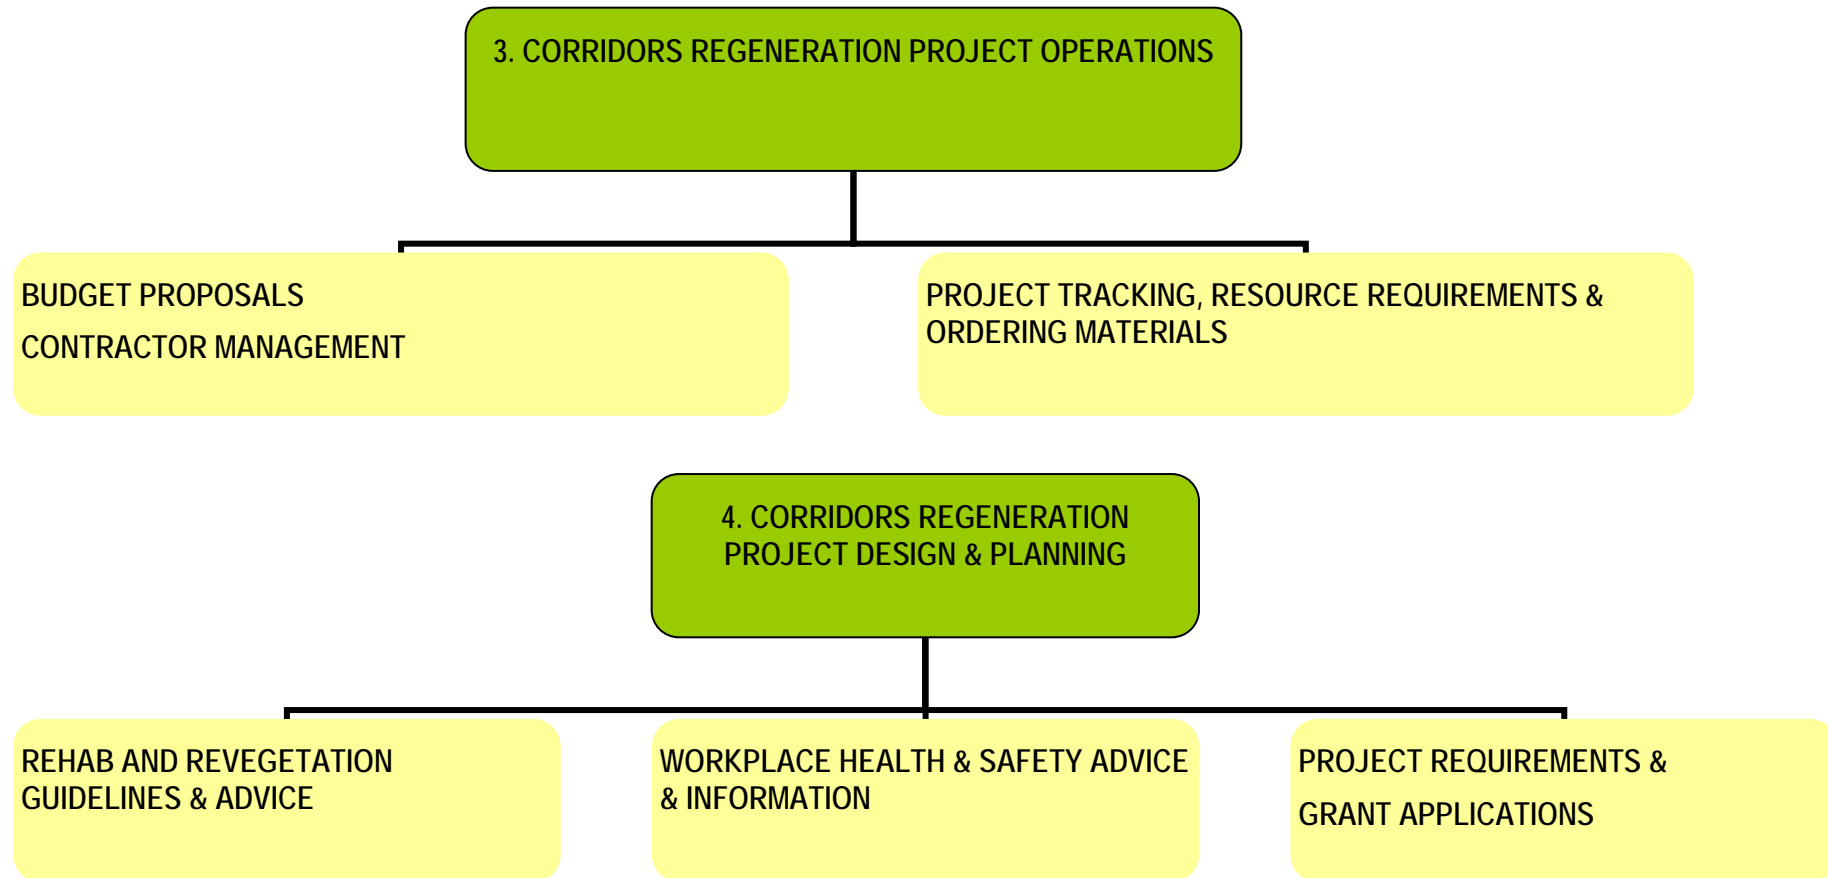 3. CORRIDORS REGENERATION PROJECT OPERATIONS
BUDGET PROPOSALS
CONTRACTOR MANAGEMENT
PROJECT TRACKING, RESOURCE REQUIREMENTS &
ORDERING MATERIALS
4. CORRIDORS REGENERATION
PROJECT DESIGN & PLANNING
REHAB AND REVEGETATION
GUIDELINES & ADVICE
WORKPLACE HEALTH & SAFETY ADVICE
& INFORMATION
PROJECT REQUIREMENTS &
GRANT APPLICATIONS